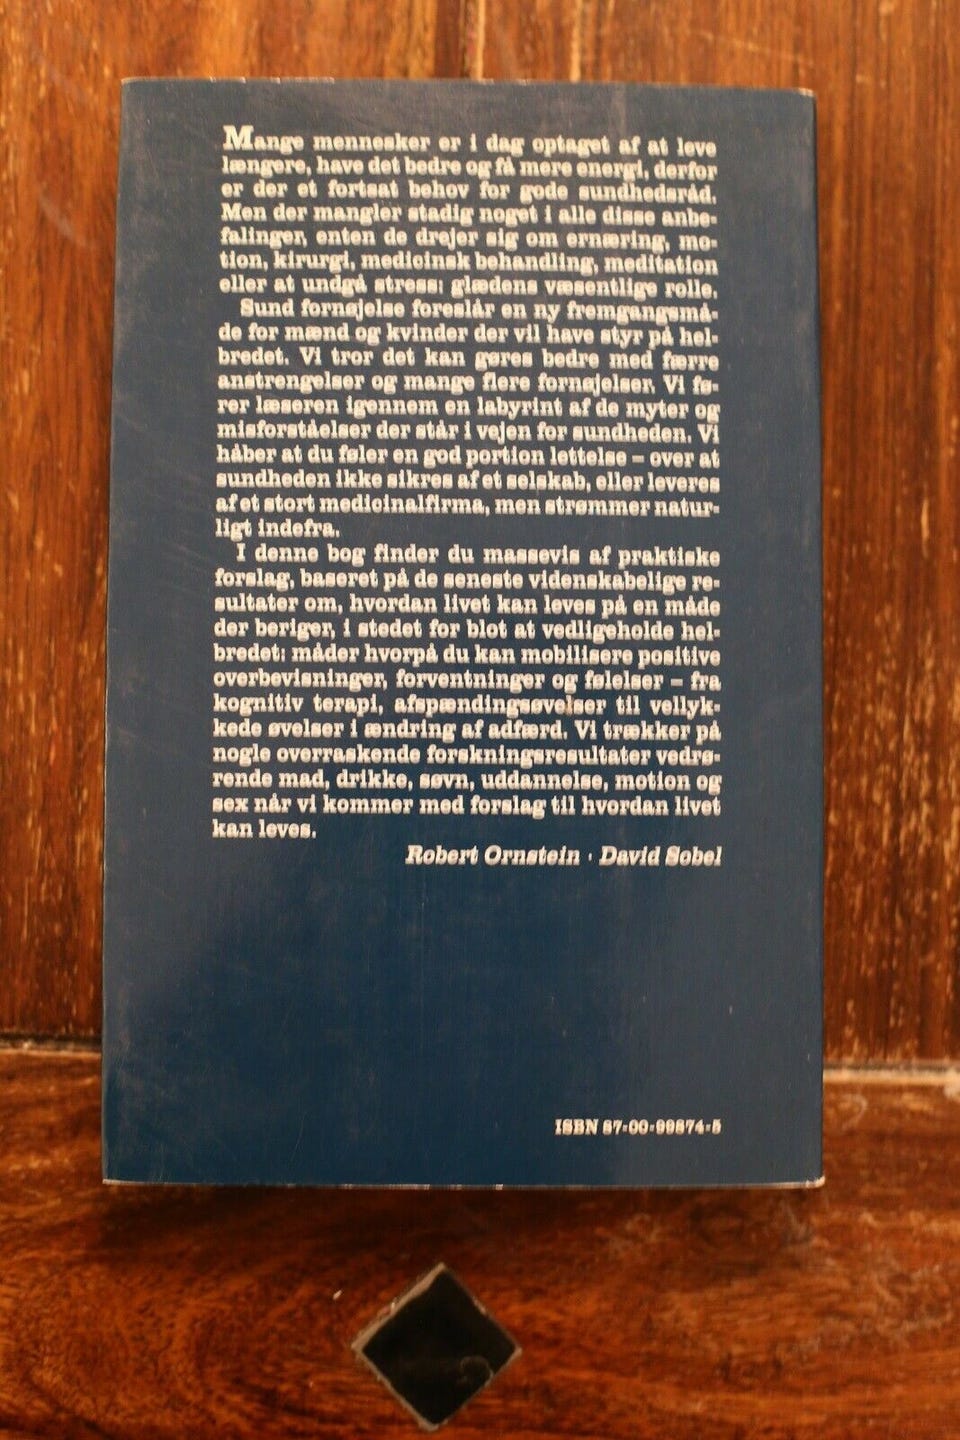 Mange mennesker er i dag optaget af at leve
længere, have det bedre og få mere energi, derfor
er der et fortsat behov for gode sundhedsråd.
Men der mangler stadig noget i alle disse anbe-
falinger, enten de drejer sig om ernæring, mo-
tion, kirurgi, medicinsk behandling, meditation
eller at undgå stress: glædens væsentlige rolle.
Sund fornøjelse foreslår en ny fremgangsmå-
de for mænd og kvinder der vil have styr på hel-
bredet. Vi tror det kan gøres bedre med færre
anstrengelser og mange flere fornøjelser. Vi fø-
rer læseren igennem en labyrint af de myter og
misforståelser der står i vejen for sundheden. Vi
håber at du føler en god portion lettelse – over at
sundheden ikke sikres af et selskab, eller leveres
af et stort medicinalfirma, men strømmer natur-
ligt indefra.
I denne bog finder du massevis af praktiske
forslag, baseret på de seneste videnskabelige re-
sultater om, hvordan livet kan leves på en måde
der beriger, i stedet for blot at vedligeholde hel-
bredet: måder hvorpå du kan mobilisere positive
overbevisninger, forventninger og følelser – fra
kognitiv terapi, afspændingsøvelser til vellyk-
kede øvelser i ændring af adfærd. Vi trækker på
nogle overraskende forskningsresultater vedrø-
rende mad, drikke, søvn, uddannelse, motion og
sex når vi kommer med forslag til hvordan livet
kan leves.
Robert Ornstein · David Sobel
ISBN 87-00-99874-5